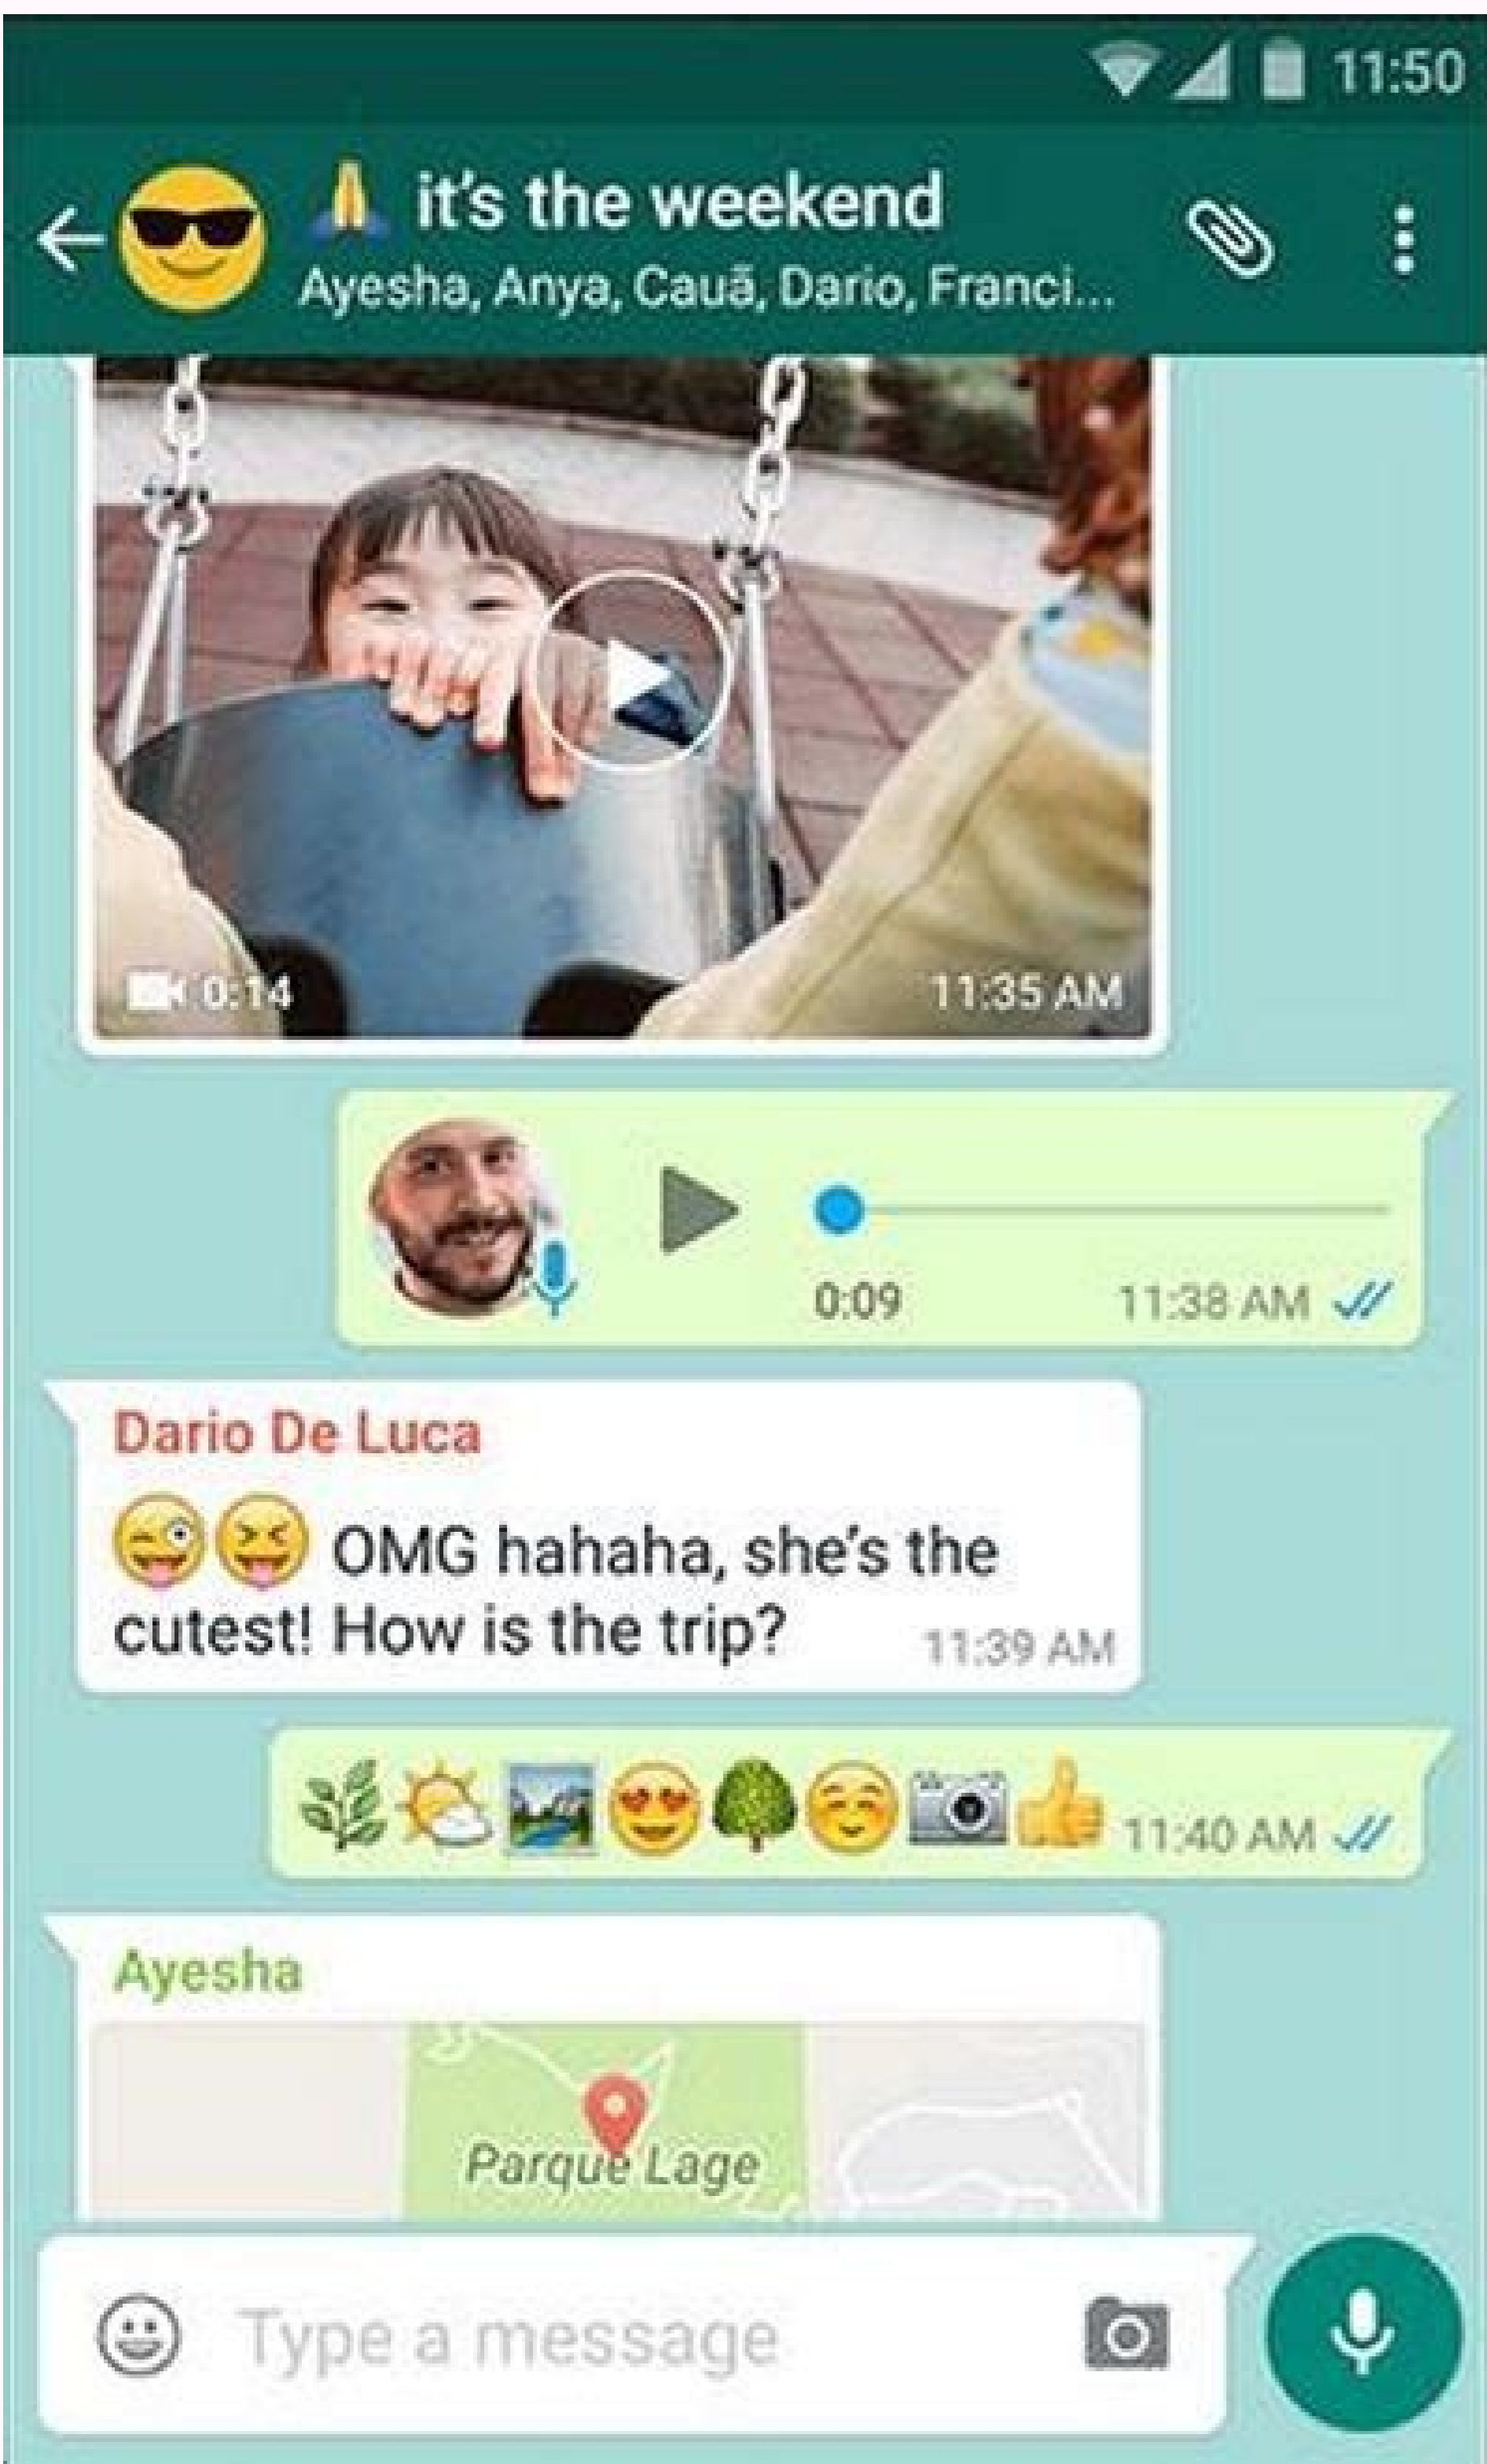 11:50
🙏 it's the weekend
Ayesha, Anya, Cauã, Dario, Franci...
0:14
11:35 AM
0:09
11:38 AM
Dario De Luca
😜😝 OMG hahaha, she's the
cutest! How is the trip?
11:39 AM
🌿🌤🏞😍🌳☺📷👍 11:40 AM
Ayesha
Parque Lage
Type a message